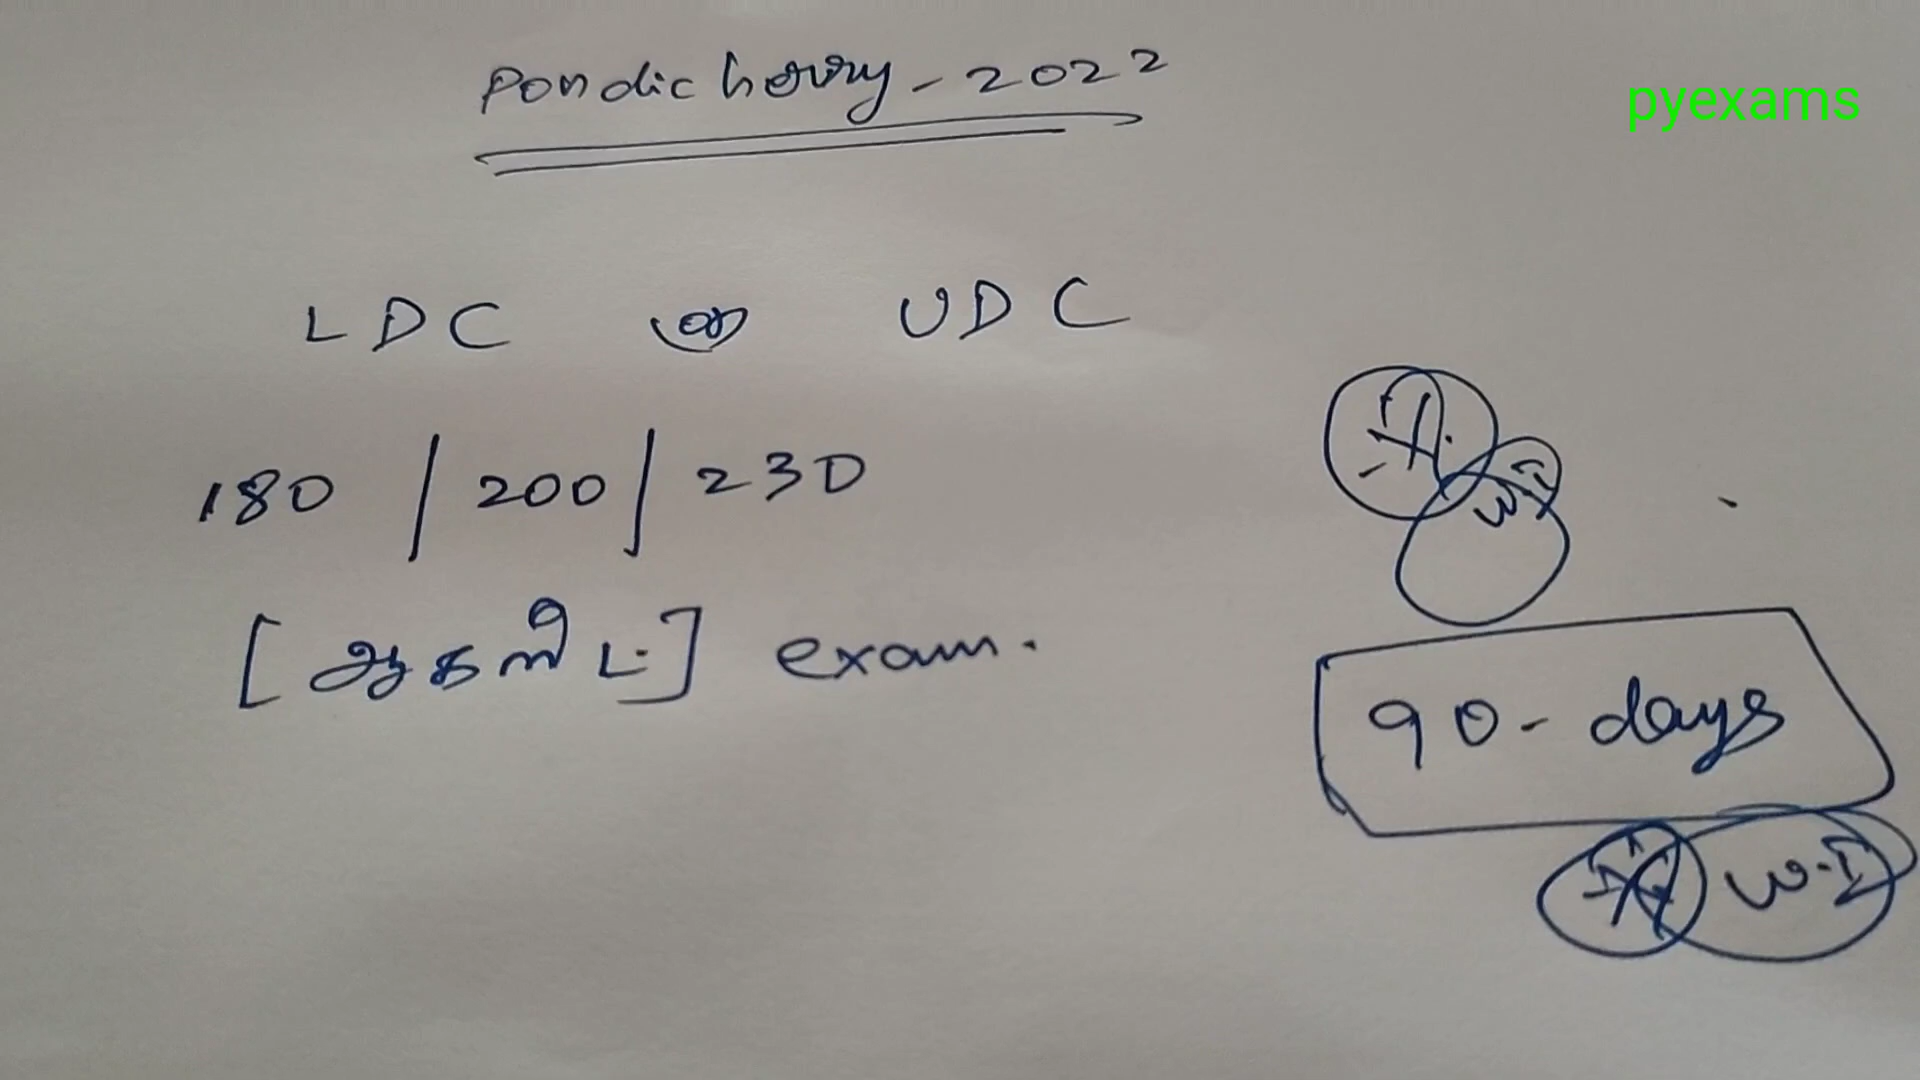 Pondicherry - 2022
pyexams
LDC @ UDC
180 / 200 / 230
[ஆகஸ்ட்] exam.
W.I
90 - days
W.I